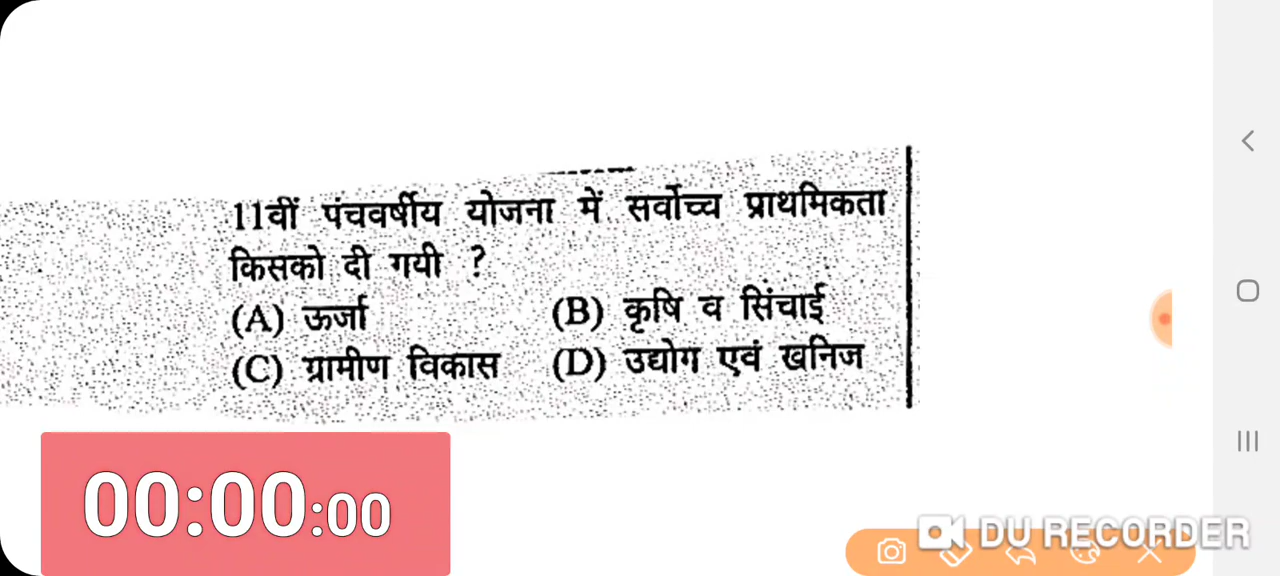 11वीं पंचवर्षीय योजना में सर्वोच्च प्राथमिकता
किसको दी गयी ?
(A) ऊर्जा (B) कृषि व सिंचाई
(C) ग्रामीण विकास (D) उद्योग एवं खनिज
00:00:00
DU RECORDER